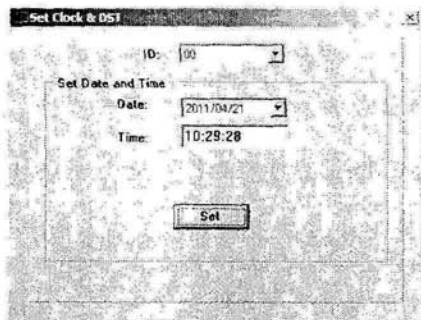 Set Clock & DST
ID: 00
Set Date and Time
Date: 2011/04/21
Time: 10:29:28
Set